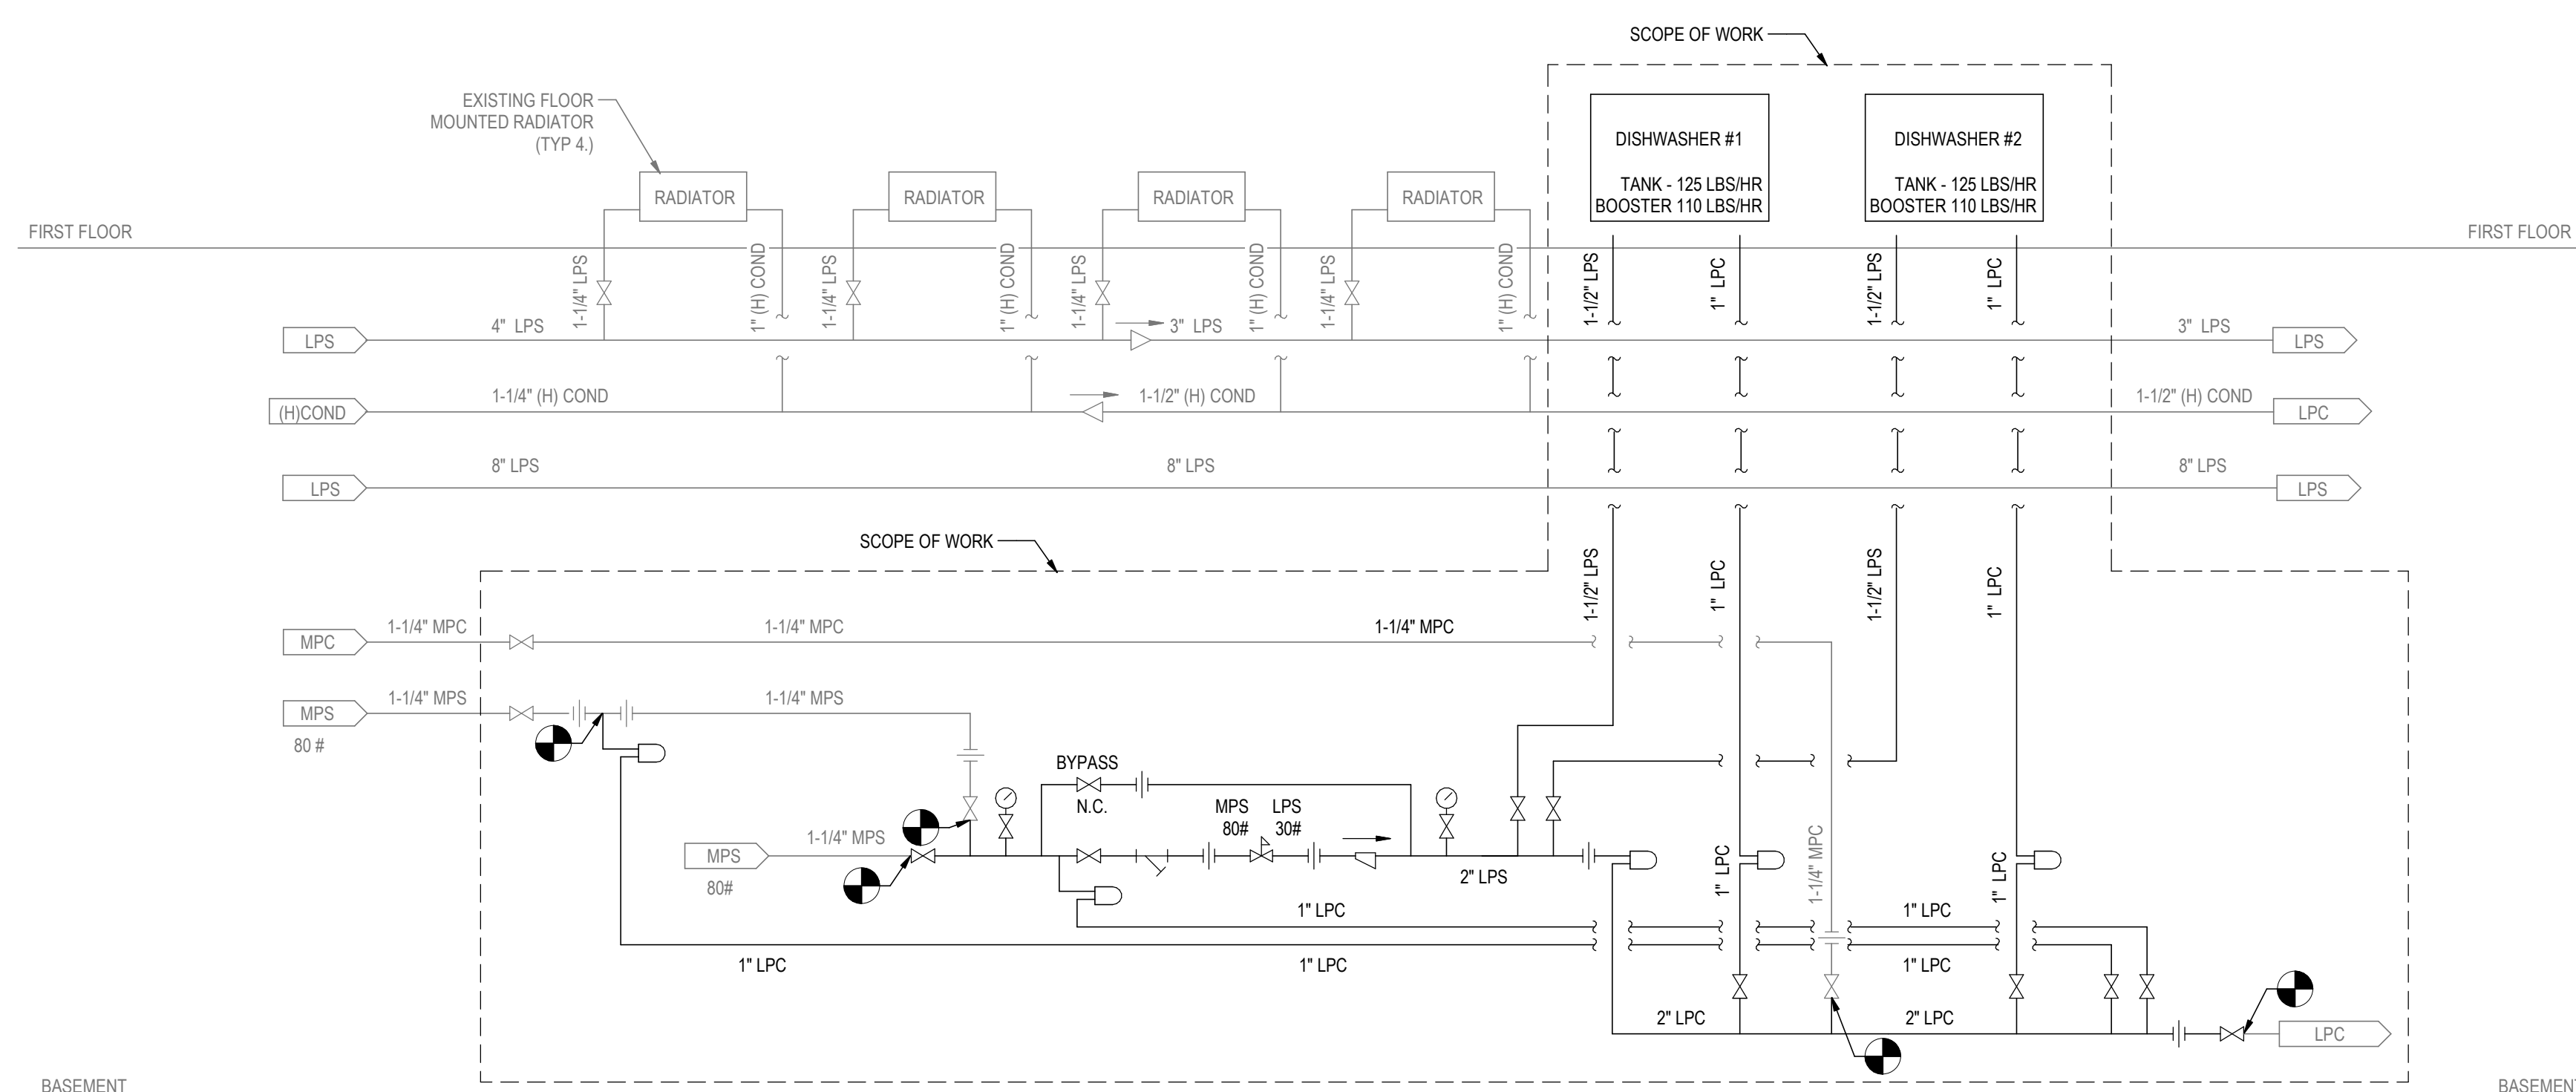 SCOPE OF WORK
EXISTING FLOOR
MOUNTED RADIATOR
(TYP 4.)
DISHWASHER #1
TANK - 125 LBS/HR
BOOSTER 110 LBS/HR
DISHWASHER #2
TANK - 125 LBS/HR
BOOSTER 110 LBS/HR
RADIATOR
RADIATOR
RADIATOR
RADIATOR
FIRST FLOOR
FIRST FLOOR
1-1/4" LPS
1" (H) COND
1-1/4" LPS
1" (H) COND
1-1/4" LPS
1" (H) COND
1-1/4" LPS
1" (H) COND
1-1/2" LPS
1" LPC
1-1/2" LPS
1" LPC
LPS
4" LPS
3" LPS
3" LPS
LPS
(H)COND
1-1/4" (H) COND
1-1/2" (H) COND
1-1/2" (H) COND
LPC
LPS
8" LPS
8" LPS
8" LPS
LPS
SCOPE OF WORK
1-1/2" LPS
1" LPC
1-1/2" LPS
1" LPC
MPC
1-1/4" MPC
1-1/4" MPC
1-1/4" MPC
MPS
80 #
1-1/4" MPS
1-1/4" MPS
BYPASS
N.C.
MPS
80#
LPS
30#
MPS
80#
1-1/4" MPS
2" LPS
1" LPC
1-1/4" MPC
1" LPC
1" LPC
1" LPC
1" LPC
1" LPC
1" LPC
2" LPC
2" LPC
LPC
BASEMENT
BASEMENT